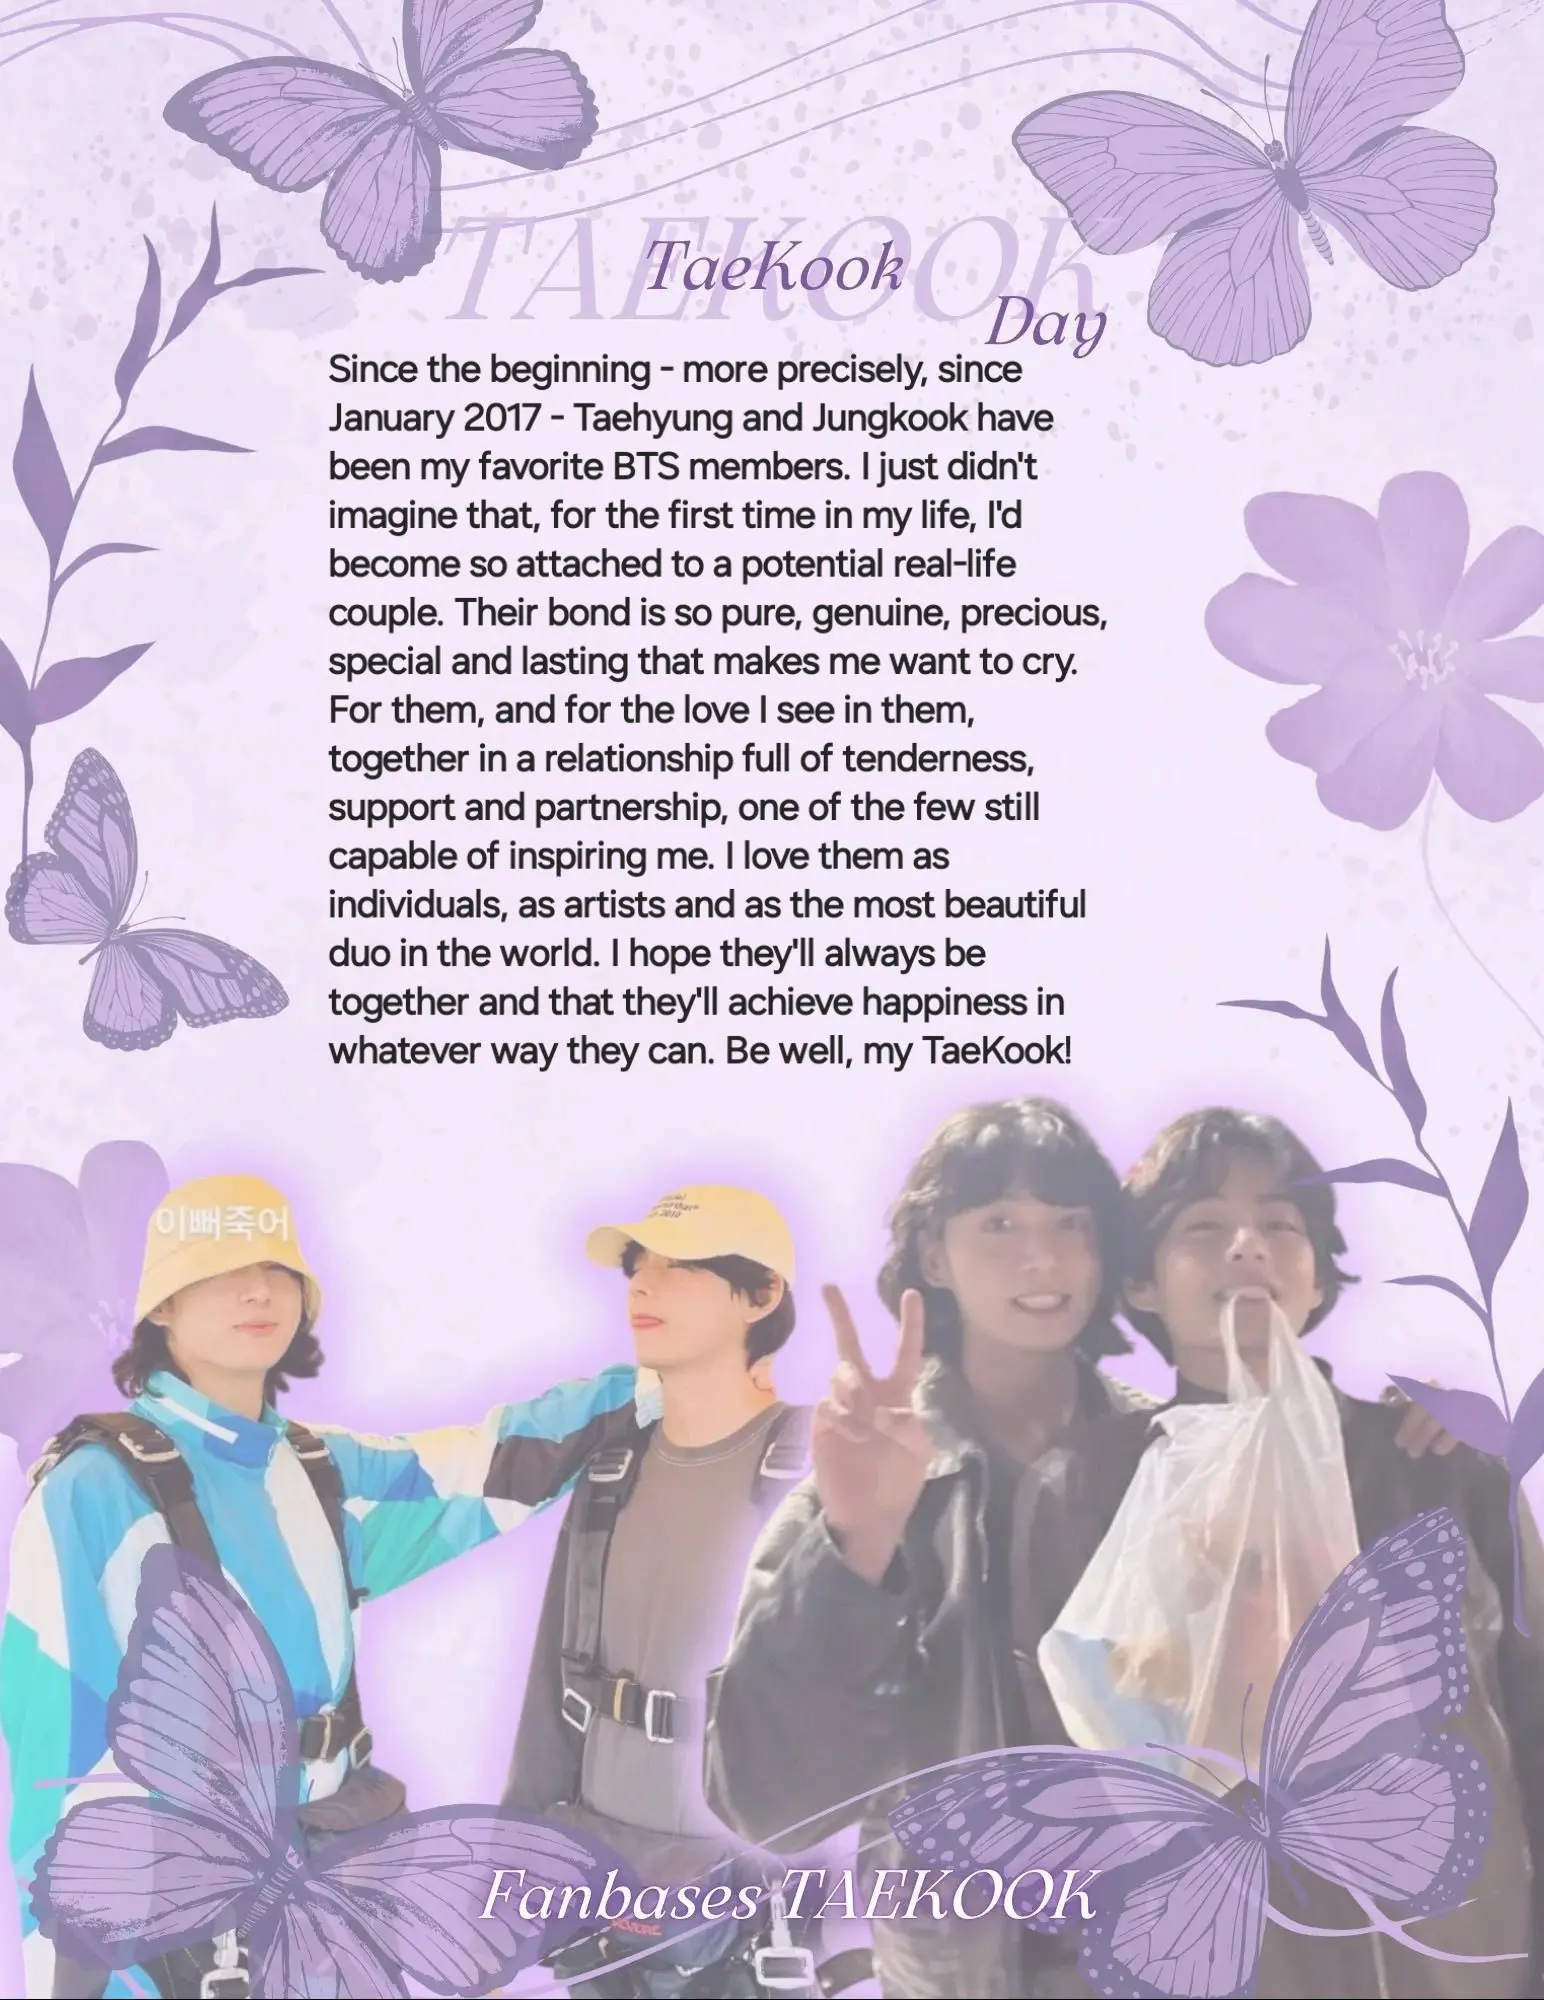 TAEKOOK
TaeKook
Day
Since the beginning - more precisely, since
January 2017 - Taehyung and Jungkook have
been my favorite BTS members. I just didn't
imagine that, for the first time in my life, I'd
become so attached to a potential real-life
couple. Their bond is so pure, genuine, precious,
special and lasting that makes me want to cry.
For them, and for the love I see in them,
together in a relationship full of tenderness,
support and partnership, one of the few still
capable of inspiring me. I love them as
individuals, as artists and as the most beautiful
duo in the world. I hope they'll always be
together and that they'll achieve happiness in
whatever way they can. Be well, my TaeKook!
이뻐죽어
Fanbases TAEKOOK